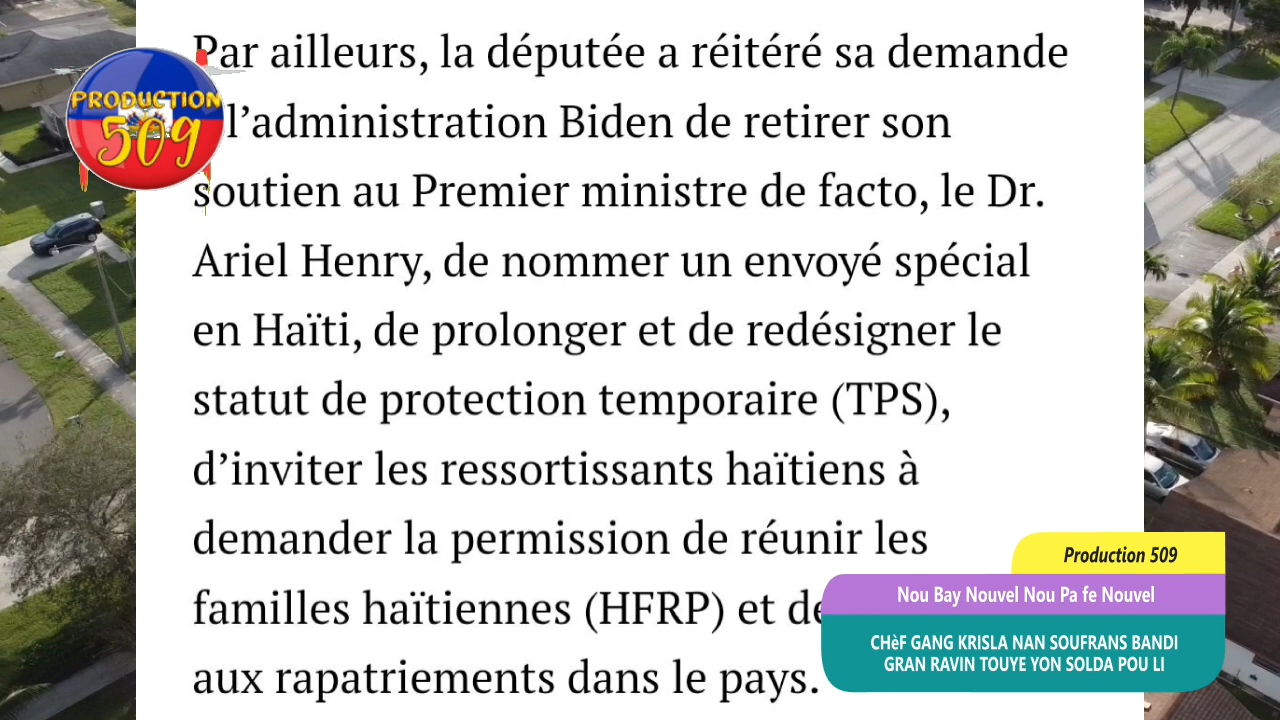 Par ailleurs, la députée a réitéré sa demande
l’administration Biden de retirer son
soutien au Premier ministre de facto, le Dr.
Ariel Henry, de nommer un envoyé spécial
en Haïti, de prolonger et de redésigner le
statut de protection temporaire (TPS),
d’inviter les ressortissants haïtiens à
demander la permission de réunir les
familles haïtiennes (HFRP) et
aux rapatriements dans le pays.
PRODUCTION
509
Production 509
Nou Bay Nouvel Nou Pa fe Nouvel
CHèF GANG KRISLA NAN SOUFRANS BANDI
GRAN RAVIN TOUYE YON SOLDA POU LI